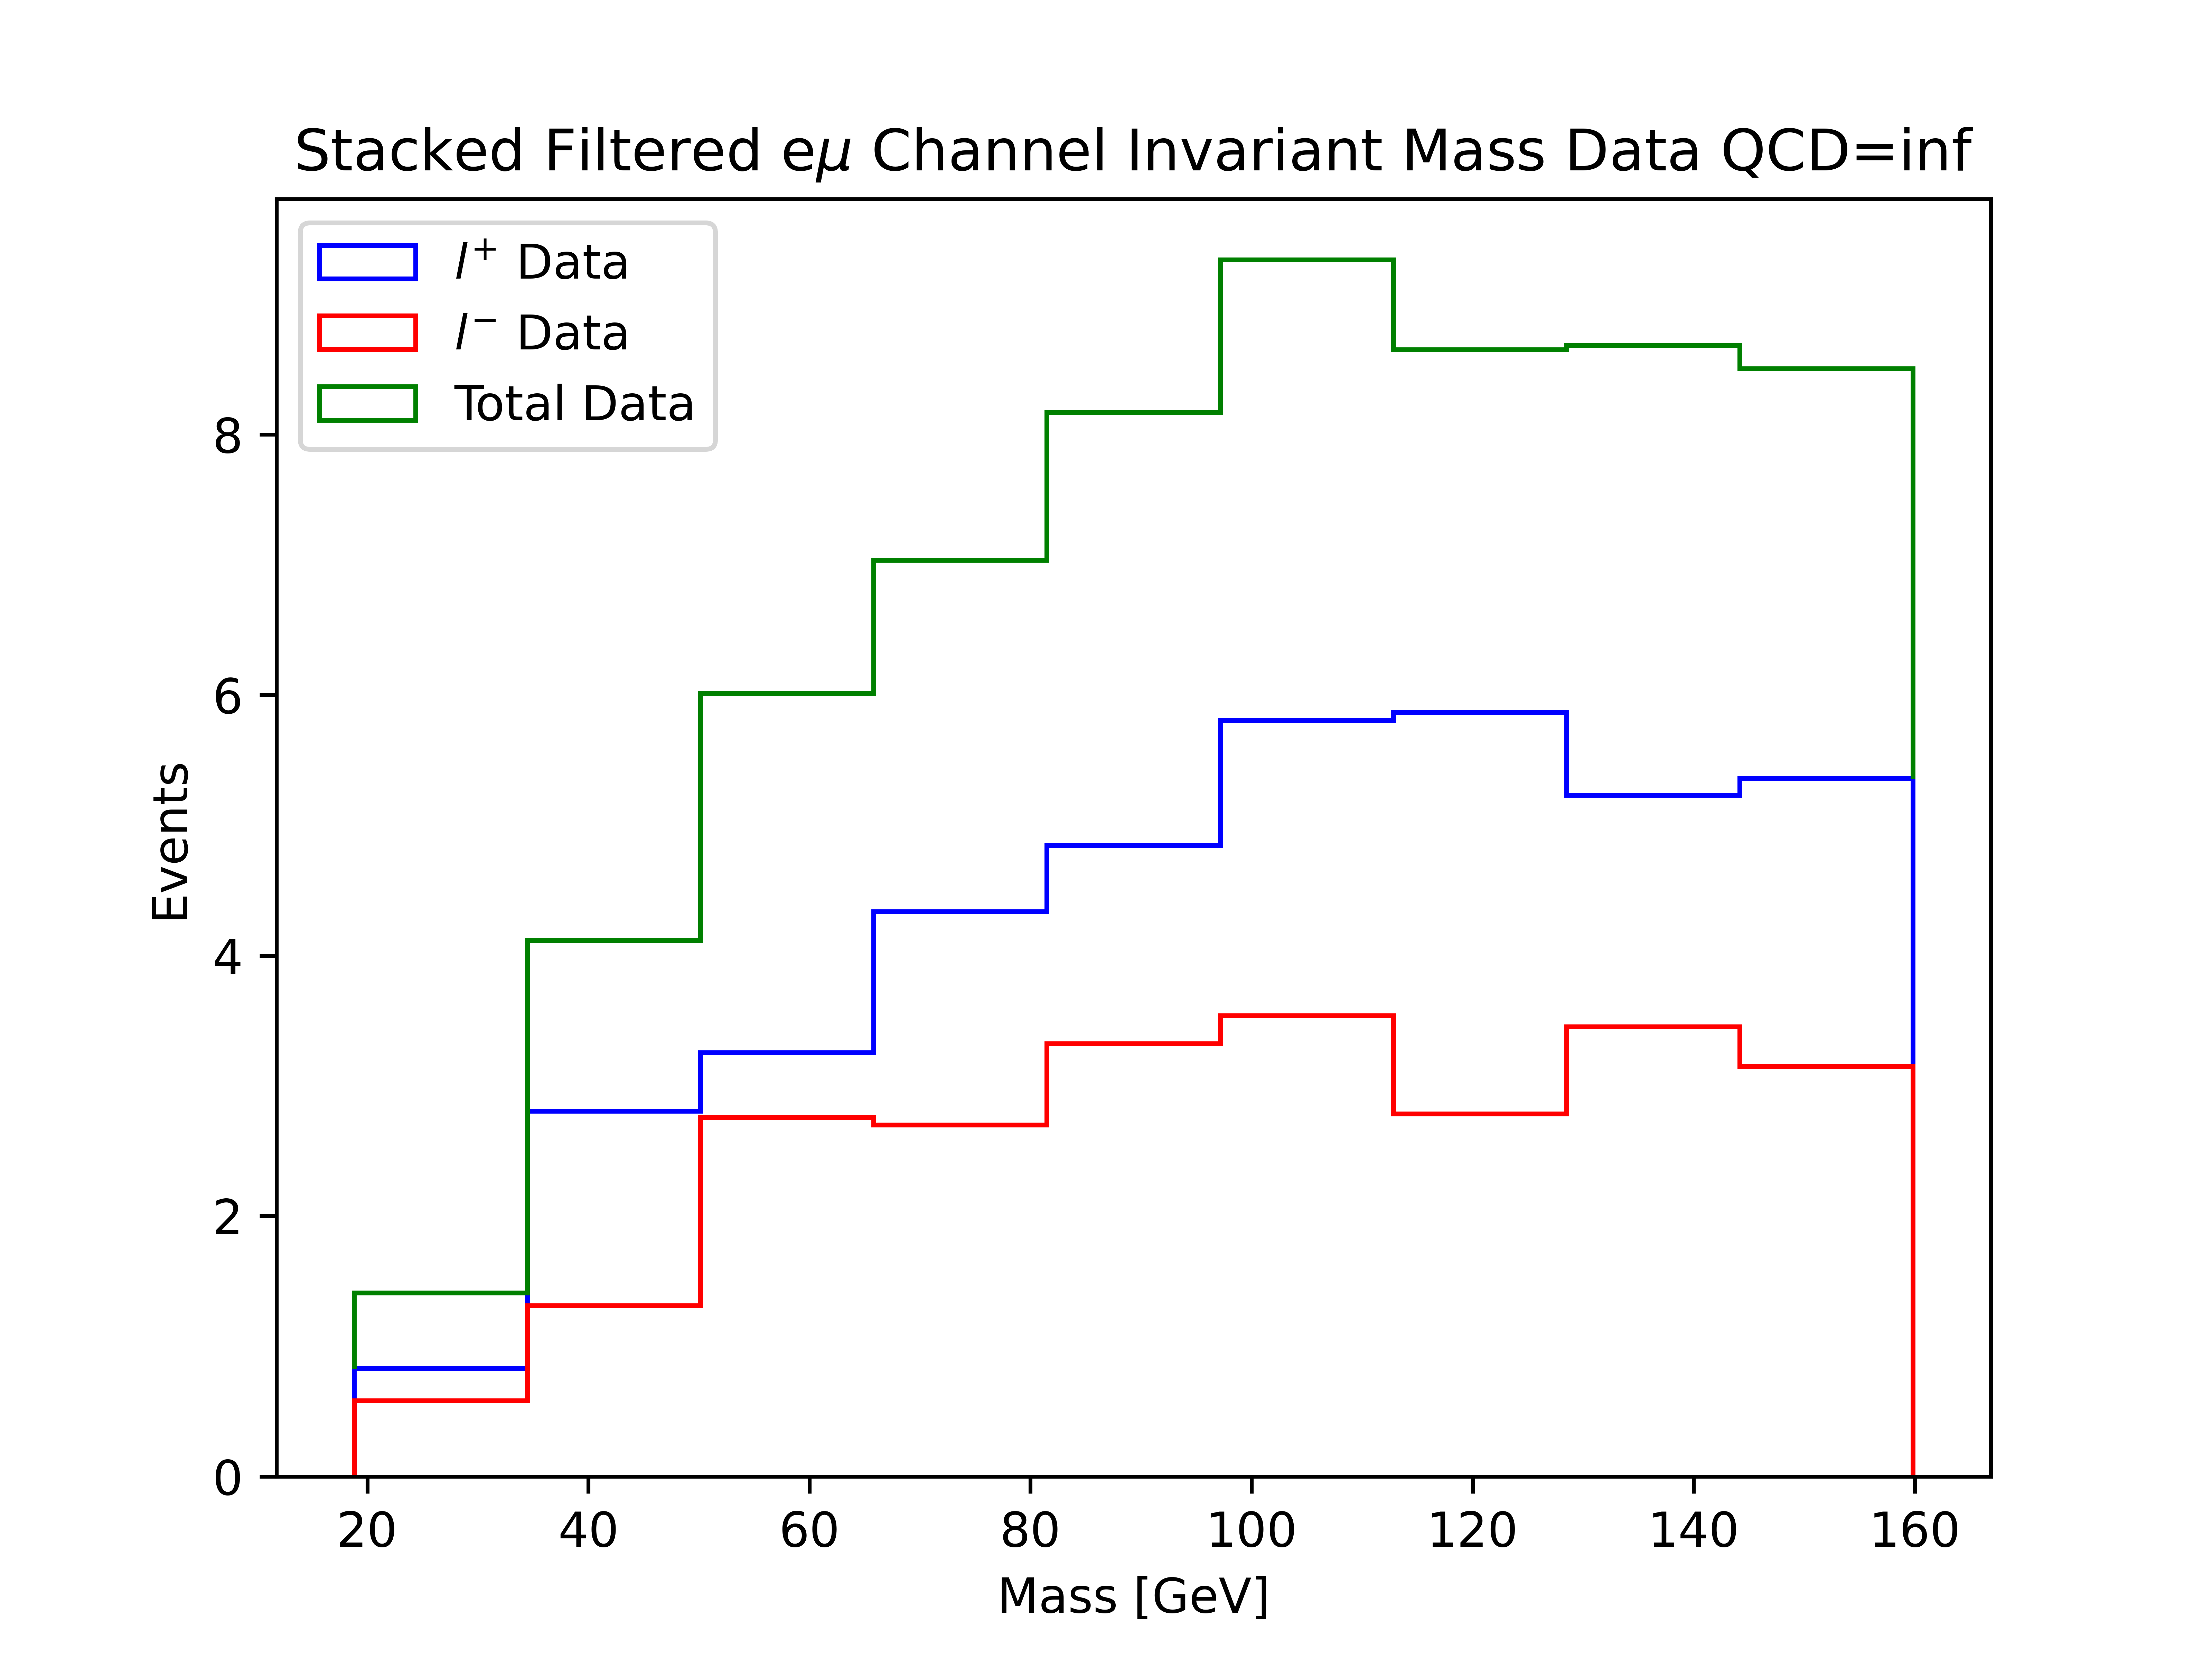 Stacked Filtered eμ Channel Invariant Mass Data QCD=inf
l⁺ Data
l⁻ Data
Total Data
8
6
4
2
0
Events
20 40 60 80 100 120 140 160
Mass [GeV]